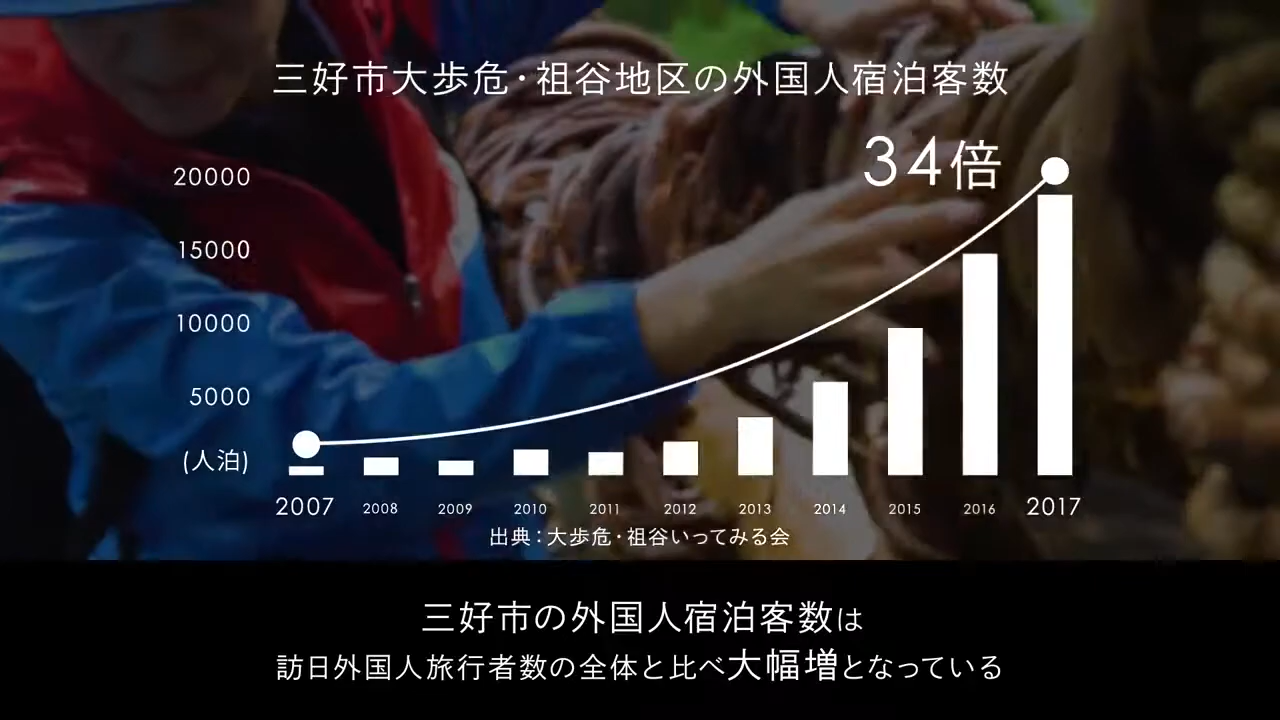 三好市大歩危・祖谷地区の外国人宿泊客数
34倍
20000
15000
10000
5000
(人泊)
2007 2008 2009 2010 2011 2012 2013 2014 2015 2016 2017
出典：大歩危・祖谷いってみる会
三好市の外国人宿泊客数は
訪日外国人旅行者数の全体と比べ大幅増となっている